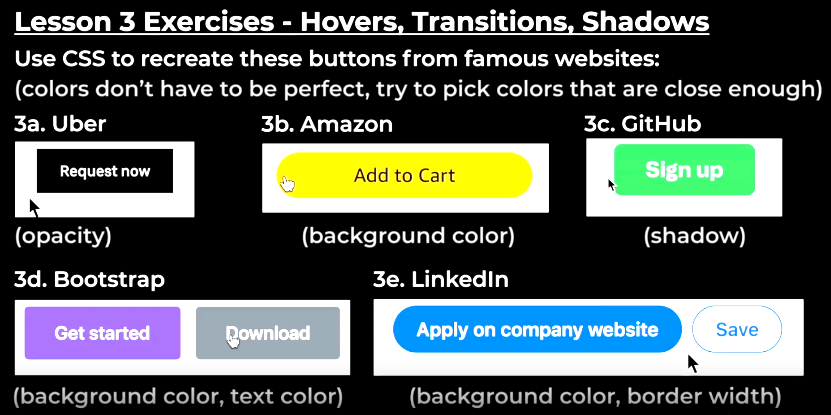 Lesson 3 Exercises - Hovers, Transitions, Shadows
Use CSS to recreate these buttons from famous websites:
(colors don’t have to be perfect, try to pick colors that are close enough)
3a. Uber
Request now
(opacity)
3b. Amazon
Add to Cart
(background color)
3c. GitHub
Sign up
(shadow)
3d. Bootstrap
Get started
Download
(background color, text color)
3e. LinkedIn
Apply on company website
Save
(background color, border width)